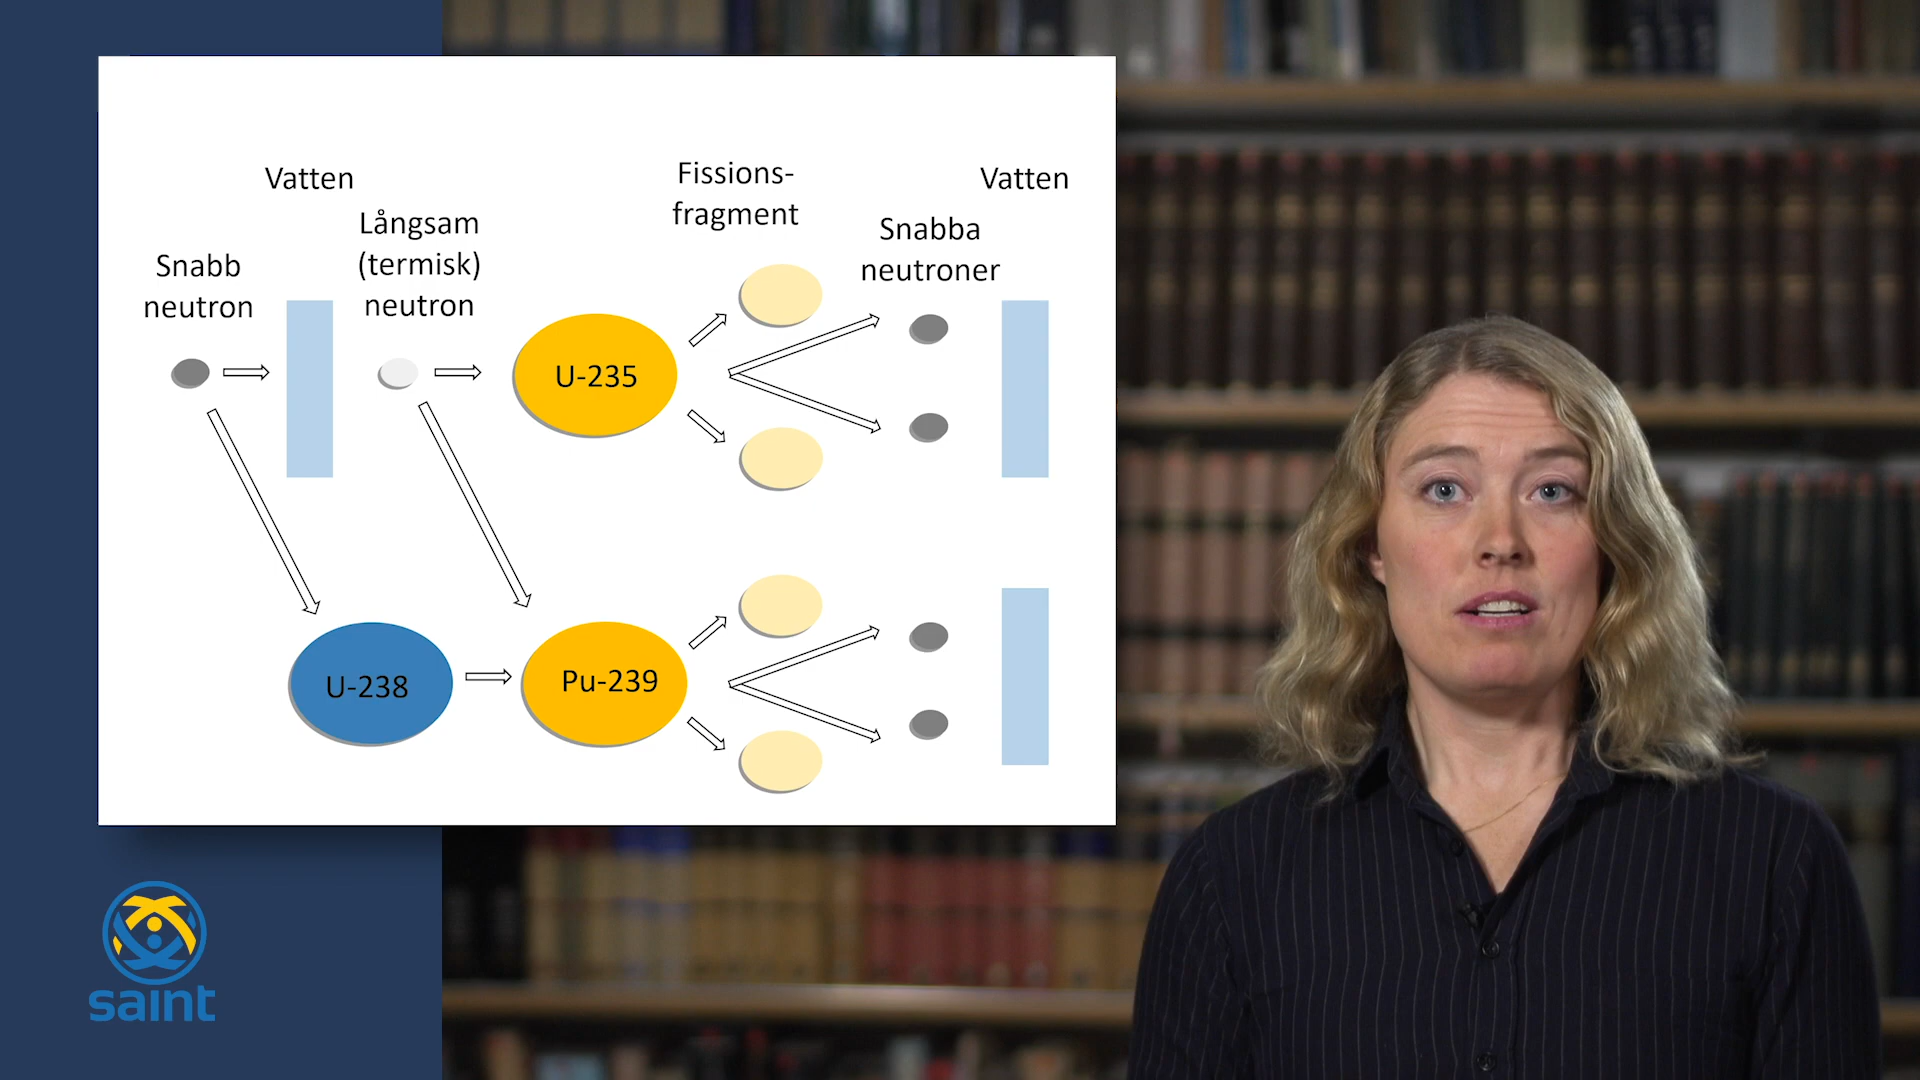 Vatten
Långsam
(termisk)
neutron
Snabb
neutron
Fissions-
fragment
Snabba
neutroner
Vatten
U-235
U-238
Pu-239
saint